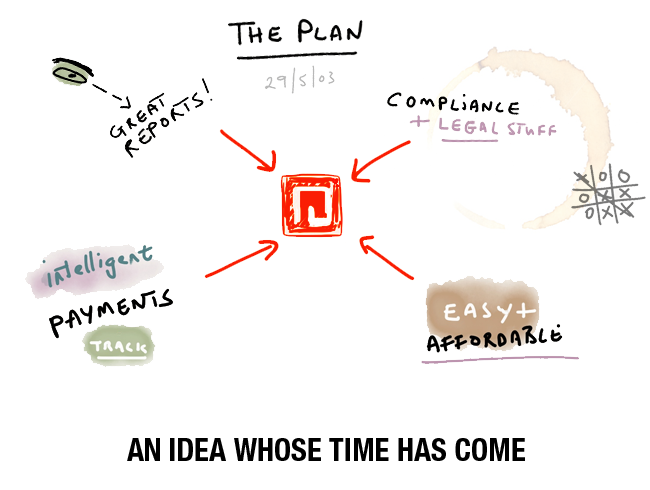 THE PLAN
29/5/03
GREAT
REPORTS!
COMPLIANCE
+ LEGAL STUFF
X O O
O X X
O X X
intelligent
PAYMENTS
TRACK
EASY +
AFFORDABLE
AN IDEA WHOSE TIME HAS COME